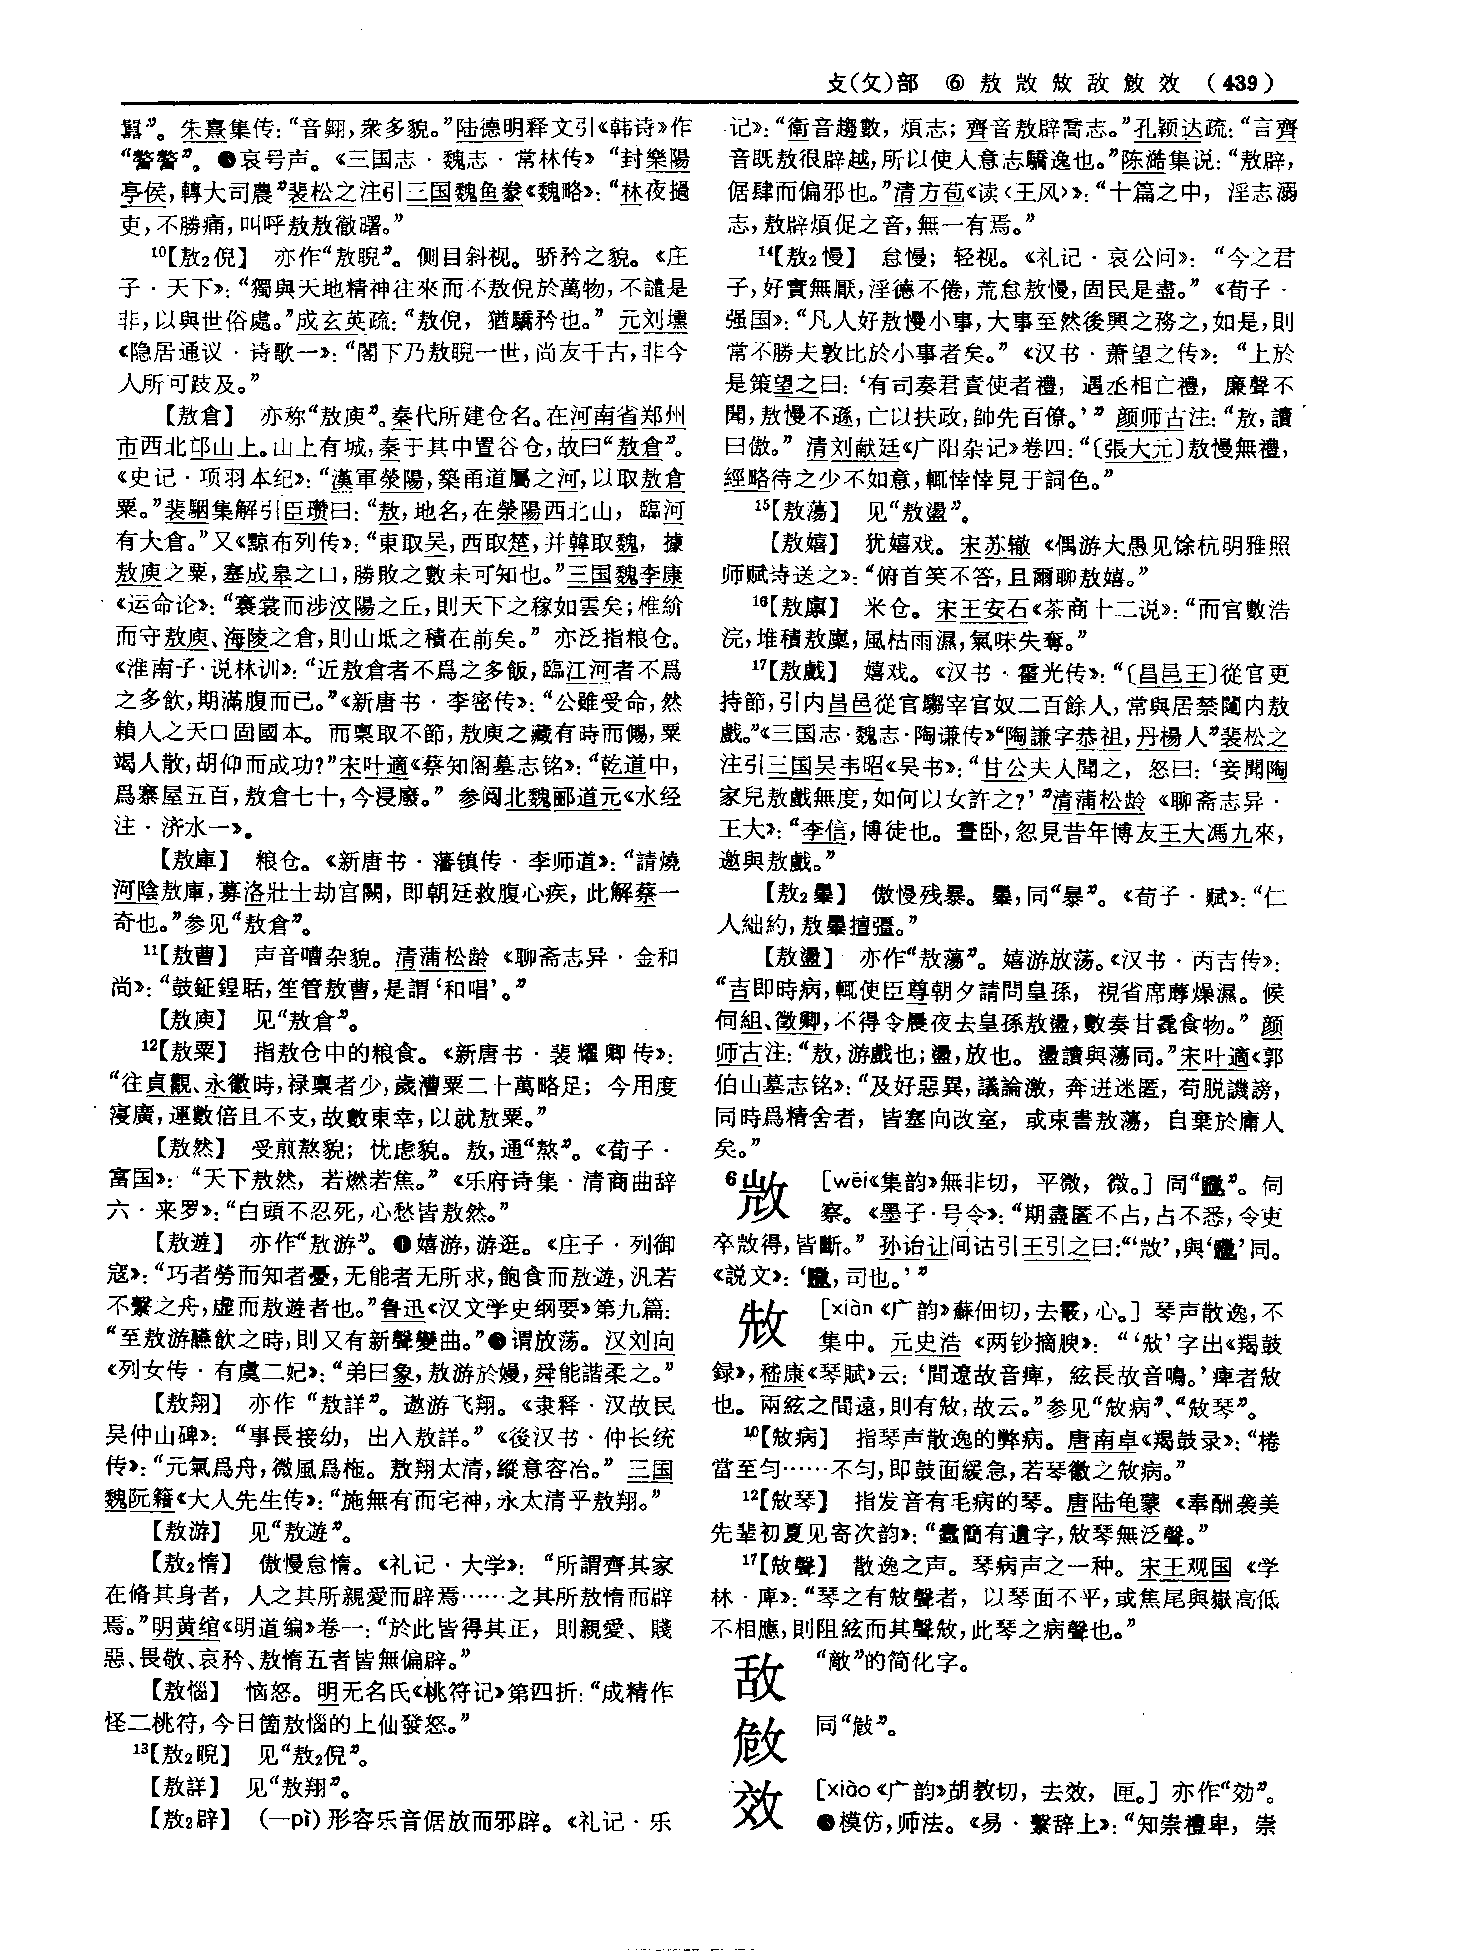 攴(攵)部 ⑥ 敖 敚 敓 敌 敿 效 (439)
嚻”。朱熹集传：“音翱，衆多貌。”陆德明释文引《韩诗》作
“謷謷”。●哀号声。《三国志·魏志·常林传》“封樂陽
亭侯，轉大司農”裴松之注引三国魏鱼豢《魏略》：“林夜撾
吏，不勝痛，叫呼敖敖徹曙。”
10【敖2倪】 亦作“敖睨”。侧目斜视。骄矜之貌。《庄
子·天下》：“獨與天地精神往來而不敖倪於萬物，不譴是
非，以與世俗處。”成玄英疏：“敖倪，猶驕矜也。” 元刘壎
《隐居通议·诗歌一》：“閣下乃敖睨一世，尚友千古，非今
人所可跂及。”
【敖倉】 亦称“敖庾”。秦代所建仓名。在河南省郑州
市西北邙山上。山上有城，秦于其中置谷仓，故曰“敖倉”。
《史记·项羽本纪》：“漢軍滎陽，築甬道屬之河，以取敖倉
粟。”裴駰集解引臣瓒曰：“敖，地名，在滎陽西北山，臨河
有大倉。”又《黥布列传》：“東取吴，西取楚，并韓取魏，據
敖庾之粟，塞成皋之口，勝敗之數未可知也。”三国魏李康
《运命论》：“褰裳而涉汶陽之丘，則天下之稼如雲矣；椎紒
而守敖庾、海陵之倉，則山坻之積在前矣。” 亦泛指粮仓。
《淮南子·说林训》：“近敖倉者不爲之多飯，臨江河者不爲
之多飲，期滿腹而已。”《新唐书·李密传》：“公雖受命，然
賴人之天口固國本。而稟取不節，敖庾之藏有時而儩，粟
竭人散，胡仰而成功？”宋叶適《蔡知阁墓志铭》：“乾道中，
爲寨屋五百，敖倉七十，今浸廢。” 参阅北魏郦道元《水经
注·济水一》。
【敖庫】 粮仓。《新唐书·藩镇传·李师道》：“請燒
河陰敖庫，募洛壯士劫宫闕，即朝廷救腹心疾，此解蔡一
奇也。”参见“敖倉”。
11【敖曹】 声音嘈杂貌。清蒲松龄《聊斋志异·金和
尚》：“鼓鉦鍠聒，笙管敖曹，是謂‘和唱’。”
【敖庾】 见“敖倉”。
12【敖粟】 指敖仓中的粮食。《新唐书·裴耀卿传》：
“往貞觀、永徽時，禄稟者少，歲漕粟二十萬略足；今用度
寖廣，運數倍且不支，故數東幸，以就敖粟。”
【敖然】 受煎熬貌；忧虑貌。敖，通“熬”。《荀子·
富国》：“天下敖然，若燃若焦。”《乐府诗集·清商曲辞
六·来罗》：“白頭不忍死，心愁皆敖然。”
【敖遊】 亦作“敖游”。❶嬉游，游逛。《庄子·列御
寇》：“巧者勞而知者憂，无能者无所求，飽食而敖遊，汎若
不繫之舟，虚而敖遊者也。”鲁迅《汉文学史纲要》第九篇：
“至敖游讌飲之時，則又有新聲變曲。”●谓放荡。汉刘向
《列女传·有虞二妃》：“弟曰象，敖游於嫚，舜能諧柔之。”
【敖翔】 亦作“敖詳”。遨游飞翔。《隶释·汉故民
吴仲山碑》：“事長接幼，出入敖詳。”《後汉书·仲长统
传》：“元氣爲舟，微風爲柂。敖翔太清，縱意容冶。” 三国
魏阮籍《大人先生传》：“施無有而宅神，永太清乎敖翔。”
【敖游】 见“敖遊”。
【敖2惰】 傲慢怠惰。《礼记·大学》：“所謂齊其家
在脩其身者，人之其所親愛而辟焉……之其所敖惰而辟
焉。”明黄绾《明道编》卷一：“於此皆得其正，則親愛、賤
惡、畏敬、哀矜、敖惰五者皆無偏辟。”
【敖惱】 恼怒。明无名氏《桃符记》第四折：“成精作
怪二桃符，今日箇敖惱的上仙發怒。”
13【敖2睨】 见“敖2倪”。
【敖詳】 见“敖翔”。
【敖2辟】 （一pì）形容乐音倨放而邪辟。《礼记·乐
记》：“衛音趨數，煩志；齊音敖辟喬志。”孔颖达疏：“言齊
音既敖很辟越，所以使人意志驕逸也。”陈澔集说：“敖辟，
倨肆而偏邪也。”清方苞《读〈王风〉》：“十篇之中，淫志溺
志，敖辟煩促之音，無一有焉。”
14【敖2慢】 怠慢；轻视。《礼记·哀公问》：“今之君
子，好實無厭，淫德不倦，荒怠敖慢，固民是盡。”《荀子·
强国》：“凡人好敖慢小事，大事至然後興之務之，如是，則
常不勝夫敦比於小事者矣。”《汉书·萧望之传》：“上於
是策望之曰：‘有司奏君責使者禮，遇丞相亡禮，廉聲不
聞，敖慢不遜，亡以扶政，帥先百僚。’” 颜师古注：“敖，讀
曰傲。” 清刘献廷《广阳杂记》卷四：“〔張大元〕敖慢無禮，
經略待之少不如意，輒悻悻見于詞色。”
15【敖蕩】 见“敖盪”。
【敖嬉】 犹嬉戏。宋苏辙《偶游大愚见馀杭明雅照
师赋诗送之》：“俯首笑不答，且爾聊敖嬉。”
16【敖廪】 米仓。宋王安石《茶商十二说》：“而官數浩
浣，堆積敖廩，風枯雨濕，氣味失奪。”
17【敖戲】 嬉戏。《汉书·霍光传》：“〔昌邑王〕從官更
持節，引内昌邑從官騶宰官奴二百餘人，常與居禁闥内敖
戲。”《三国志·魏志·陶谦传》“陶謙字恭祖，丹楊人”裴松之
注引三国吴韦昭《吴书》：“甘公夫人聞之，怒曰：‘妾聞陶
家兒敖戲無度，如何以女許之？’”清蒲松龄《聊斋志异·
王大》：“李信，博徒也。晝卧，忽見昔年博友王大馮九來，
邀與敖戲。”
【敖2㬥】 傲慢残暴。㬥，同“暴”。《荀子·赋》：“仁
人絀約，敖㬥擅彊。”
【敖盪】 亦作“敖蕩”。嬉游放荡。《汉书·丙吉传》：
“吉即時病，輒使臣尊朝夕請問皇孫，視省席蓐燥濕。候
伺組、徵卿，不得令晨夜去皇孫敖盪，數奏甘毳食物。” 颜
师古注：“敖，游戲也；盪，放也。盪讀與蕩同。”宋叶適《郭
伯山墓志铭》：“及好惡異，議論激，奔迸迷匿，苟脱譏謗，
同時爲精舍者，皆塞向改室，或束書敖蕩，自棄於庸人
矣。”
6 [wēi《集韵》無非切，平微，微。] 同“䙿”。伺
察。《墨子·号令》：“期盡匿不占，占不悉，令吏
卒𢼸得，皆斷。” 孙诒让间诂引王引之曰：“‘𢼸’，與‘䙿’同。
《説文》：‘䙿，司也。’”
[xiàn《广韵》蘇佃切，去霰，心。] 琴声散逸，不
集中。元史浩《两钞摘腴》：“‘㪇’字出《羯鼓
録》，嵇康《琴賦》云：‘間遼故音痺，絃長故音鳴。’痺者㪇
也。兩絃之間遠，則有㪇，故云。”参见“㪇病”、“㪇琴”。
10【㪇病】 指琴声散逸的弊病。唐南卓《羯鼓录》：“棬
當至匀……不匀，即鼓面緩急，若琴徽之㪇病。”
12【㪇琴】 指发音有毛病的琴。唐陆龟蒙《奉酬袭美
先辈初夏见寄次韵》：“蠹簡有遺字，㪇琴無泛聲。”
17【㪇聲】 散逸之声。琴病声之一种。宋王观国《学
林·庳》：“琴之有㪇聲者，以琴面不平，或焦尾與嶽高低
不相應，則阻絃而其聲㪇，此琴之病聲也。”
敌 “敵”的简化字。
同“敧”。
效 [xiào《广韵》胡教切，去效，匣。] 亦作“効”。
●模仿，师法。《易·繫辞上》：“知崇禮卑，崇